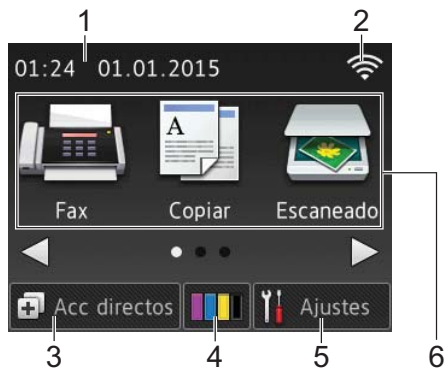 1 2
01:24 01.01.2015
A
Fax Copiar Escaneado
Acc directos Ajustes
3 4 5 6